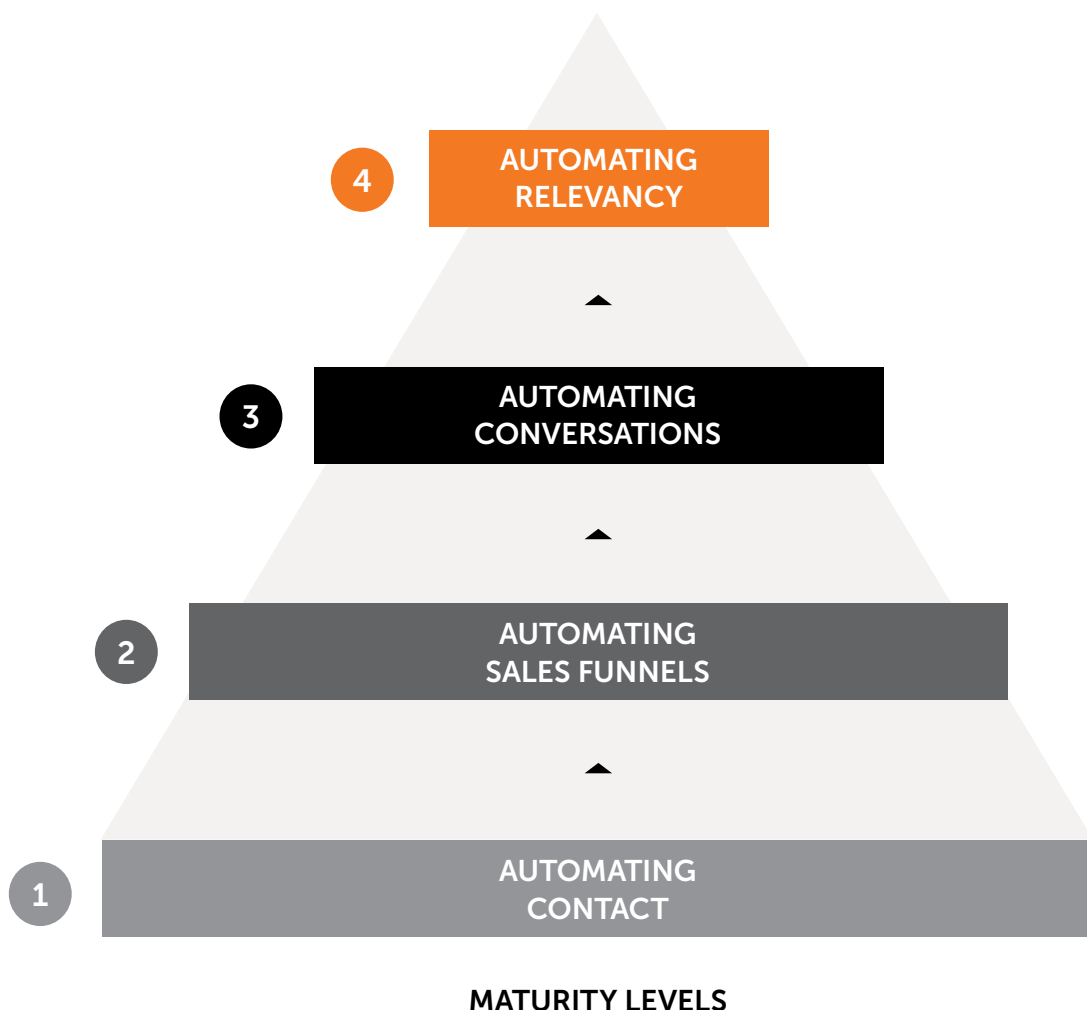 4
AUTOMATING
RELEVANCY
3
AUTOMATING
CONVERSATIONS
2
AUTOMATING
SALES FUNNELS
1
AUTOMATING
CONTACT
MATURITY LEVELS